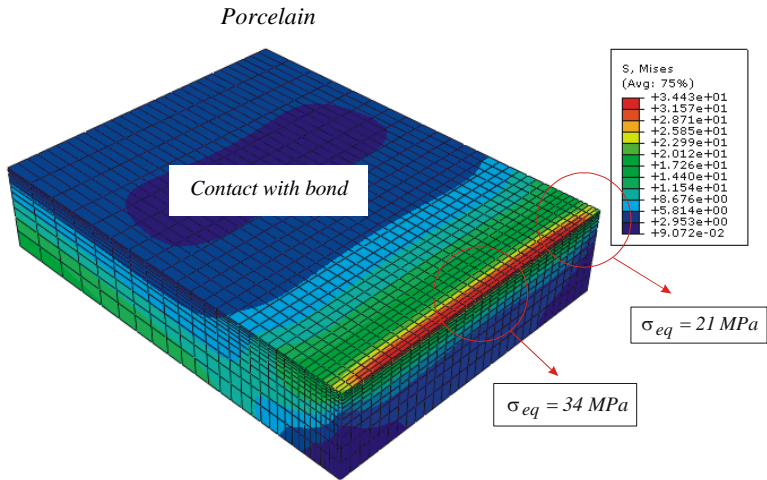 Porcelain
S, Mises
(Avg: 75%)
+3.443e+01
+3.157e+01
+2.871e+01
+2.585e+01
+2.299e+01
+2.012e+01
+1.726e+01
+1.440e+01
+1.154e+01
+8.676e+00
+5.814e+00
+2.953e+00
+9.072e-02
Contact with bond
σeq = 21 MPa
σeq = 34 MPa